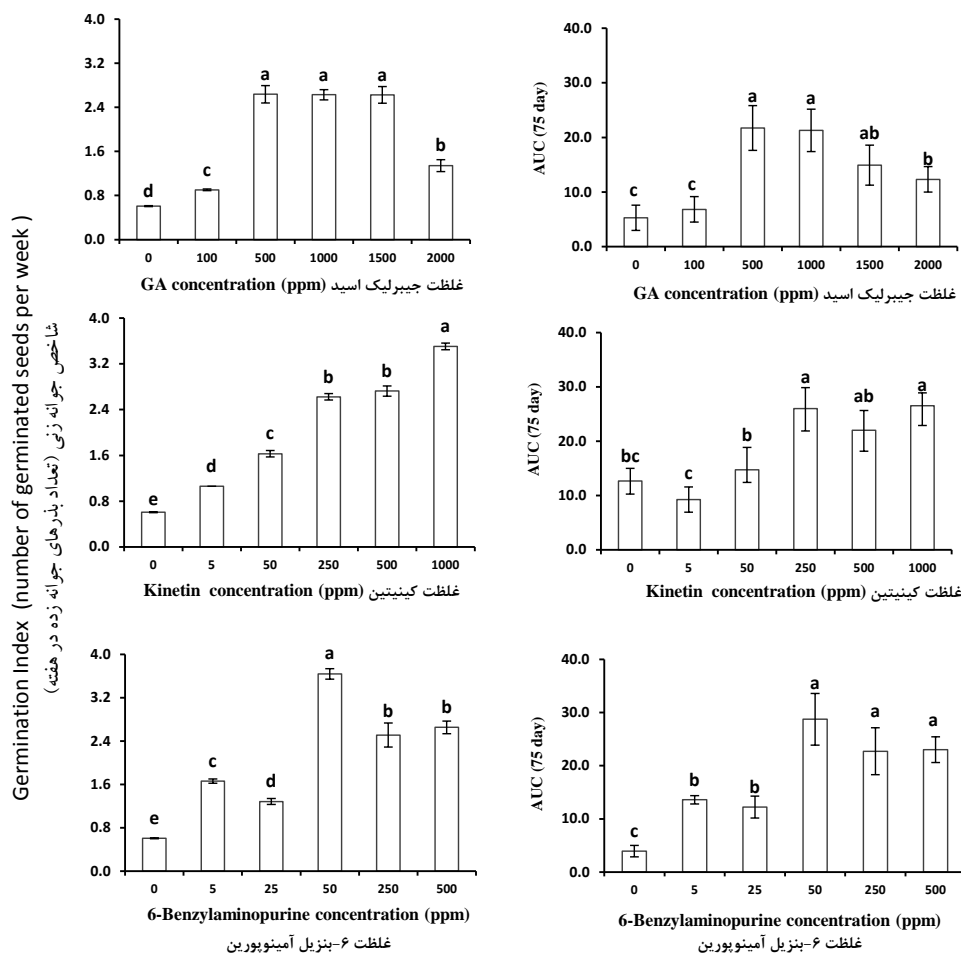 Germination Index (number of germinated seeds per week )
شاخص جوانه زنی (تعداد بذرهای جوانه زده در هفته)
4.0
3.2
2.4
1.6
0.8
0.0
d
c
a
a
a
b
0 100 500 1000 1500 2000
GA concentration (ppm) غلظت جیبرلیک اسید
AUC (75 day)
40.0
30.0
20.0
10.0
0.0
c
c
a
a
ab
b
0 100 500 1000 1500 2000
GA concentration (ppm) غلظت جیبرلیک اسید
4.0
3.2
2.4
1.6
0.8
0.0
e
d
c
b
b
a
0 5 50 250 500 1000
Kinetin concentration (ppm) غلظت کینیتین
AUC (75 day)
40.0
30.0
20.0
10.0
0.0
bc
c
b
a
ab
a
0 5 50 250 500 1000
Kinetin concentration (ppm) غلظت کینیتین
4.0
3.2
2.4
1.6
0.8
0.0
e
c
d
a
b
b
0 5 25 50 250 500
6-Benzylaminopurine concentration (ppm)
غلظت ۶-بنزیل آمینوپورین
AUC (75 day)
40.0
30.0
20.0
10.0
0.0
c
b
b
a
a
a
0 5 25 50 250 500
6-Benzylaminopurine concentration (ppm)
غلظت ۶-بنزیل آمینوپورین